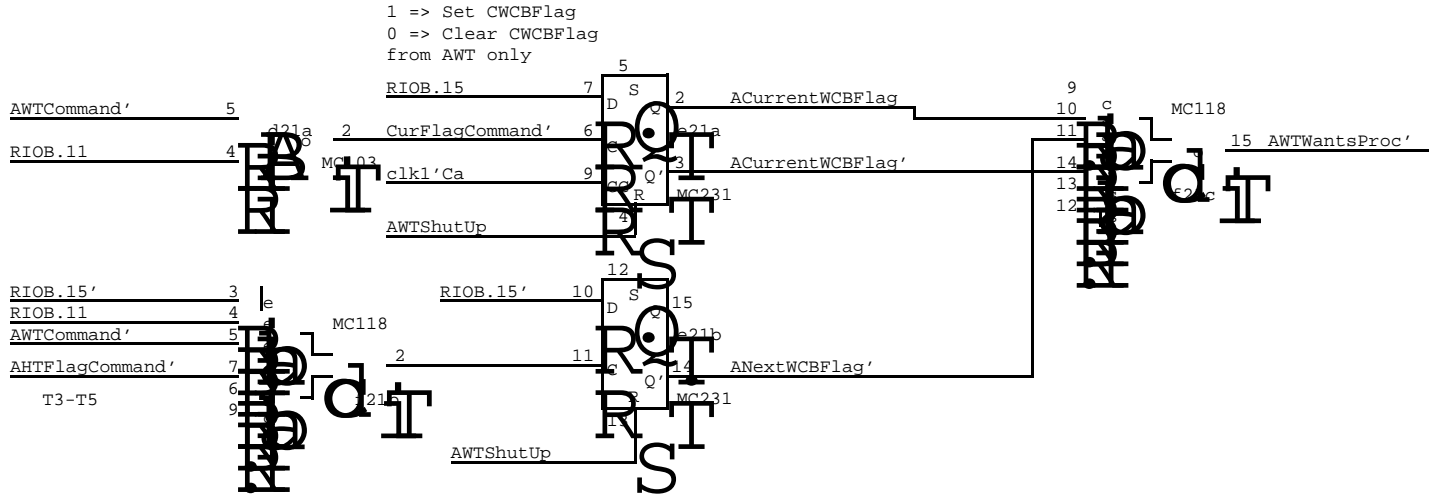 1 => Set CWCBFlag
0 => Clear CWCBFlag
from AWT only
5
RIOB.15 7 D S Q 2 ACurrentWCBFlag 9
AWTCommand’ 5 10 c MC118
d21a 2 CurFlagCommand’ 6 e21a 11
RIOB.11 4 3 ACurrentWCBFlag’ 14 15 AWTWantsProc’
clk1’Ca 9 Q’ 13
R MC231 12
AWTShutUp 4
12
RIOB.15’ 3 RIOB.15’ 10 D S Q 15
RIOB.11 4
MC118
AWTCommand’ 5 e21b
2 11 C 14 ANextWCBFlag’
AHTFlagCommand’ 7 Q’
6 MC231
T3-T5 9
13
AWTShutUp